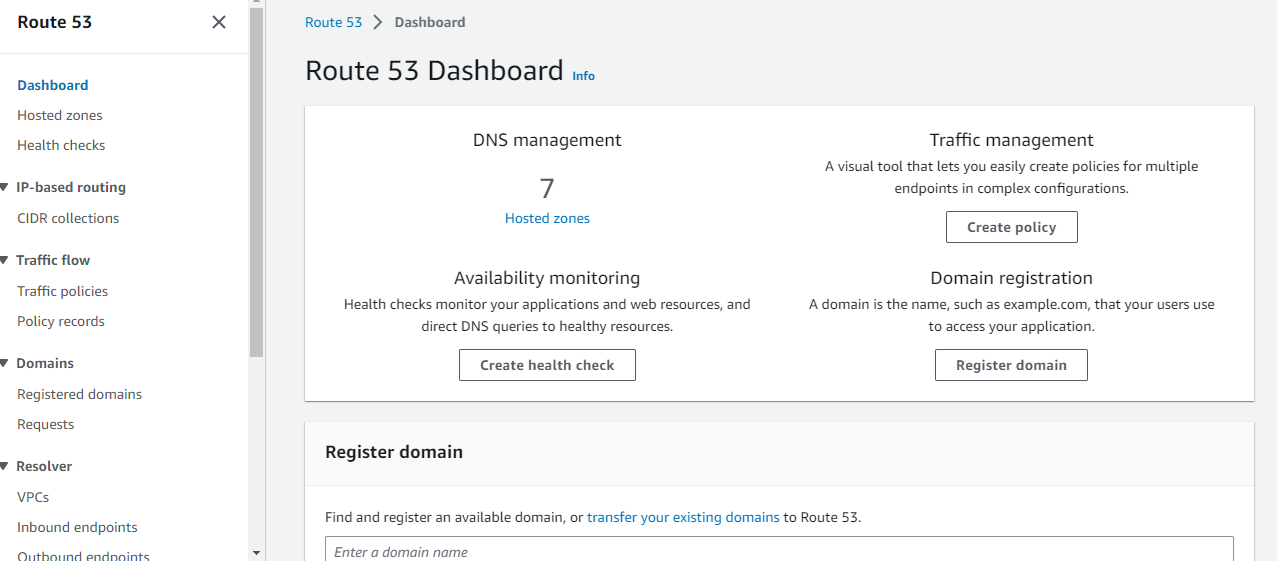 Route 53
Dashboard
Hosted zones
Health checks
IP-based routing
CIDR collections
Traffic flow
Traffic policies
Policy records
Domains
Registered domains
Requests
Resolver
VPCs
Inbound endpoints
Outbound endpoints
Route 53 > Dashboard
Route 53 Dashboard Info
DNS management
7
Hosted zones
Traffic management
A visual tool that lets you easily create policies for multiple
endpoints in complex configurations.
Create policy
Availability monitoring
Health checks monitor your applications and web resources, and
direct DNS queries to healthy resources.
Create health check
Domain registration
A domain is the name, such as example.com, that your users use
to access your application.
Register domain
Register domain
Find and register an available domain, or transfer your existing domains to Route 53.
Enter a domain name